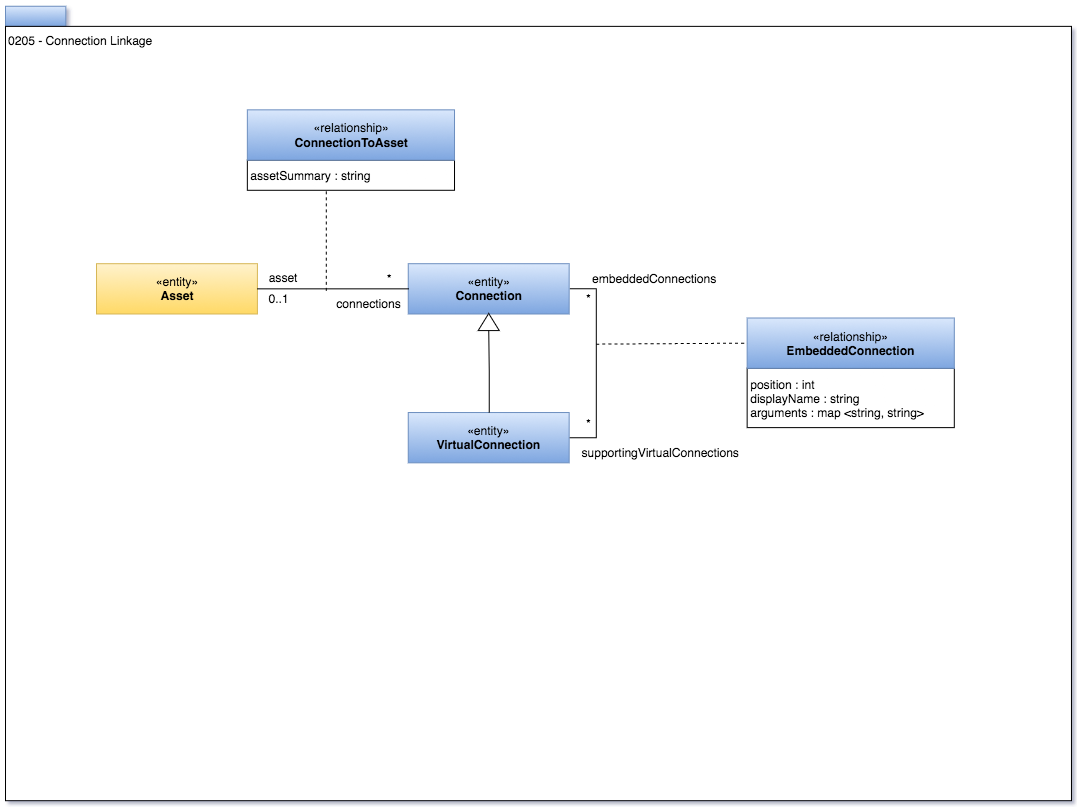 0205 - Connection Linkage
«relationship»
ConnectionToAsset
assetSummary : string
«entity»
Asset
asset
0..1
*
connections
«entity»
Connection
embeddedConnections
*
«relationship»
EmbeddedConnection
position : int
displayName : string
arguments : map <string, string>
«entity»
VirtualConnection
*
supportingVirtualConnections